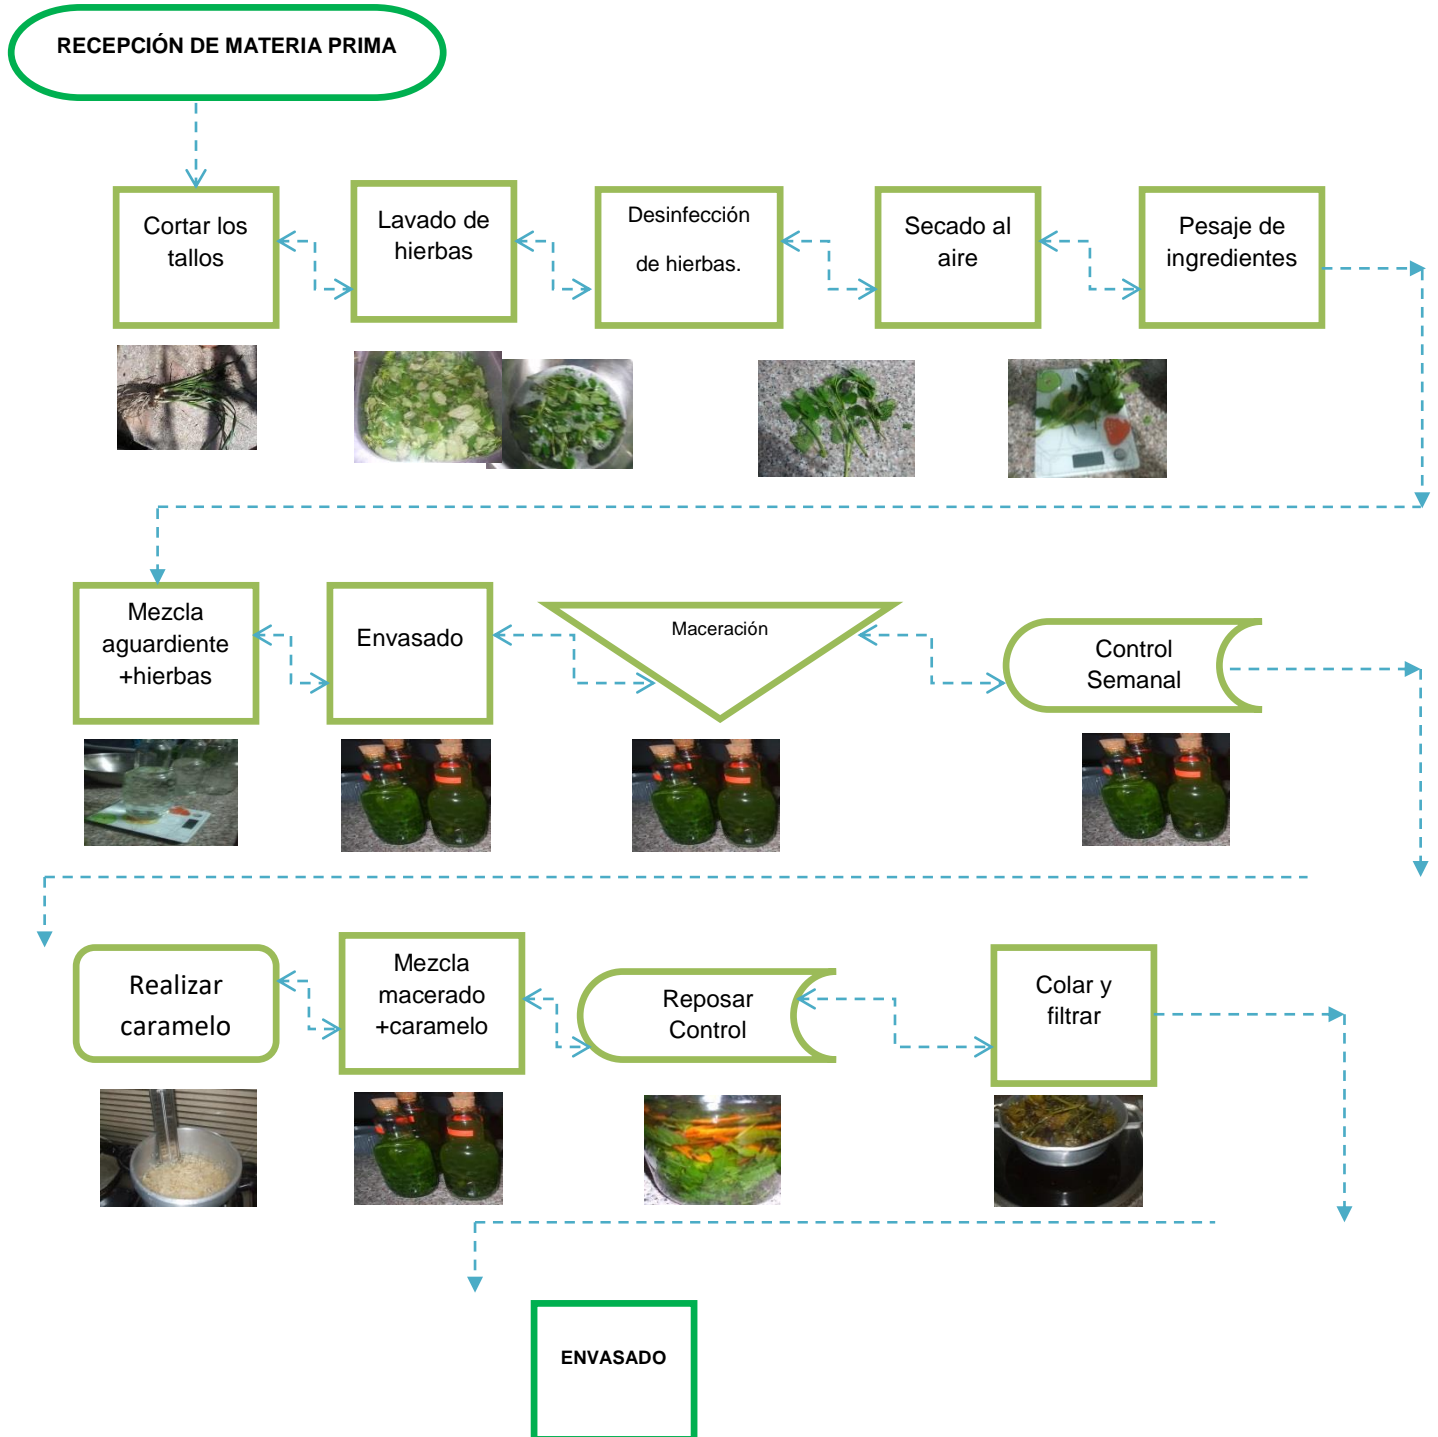 RECEPCIÓN DE MATERIA PRIMA
Cortar los
tallos
Lavado de
hierbas
Desinfección
de hierbas.
Secado al
aire
Pesaje de
ingredientes
Mezcla
aguardiente
+hierbas
Envasado
Maceración
Control
Semanal
Realizar
caramelo
Mezcla
macerado
+caramelo
Reposar
Control
Colar y
filtrar
ENVASADO